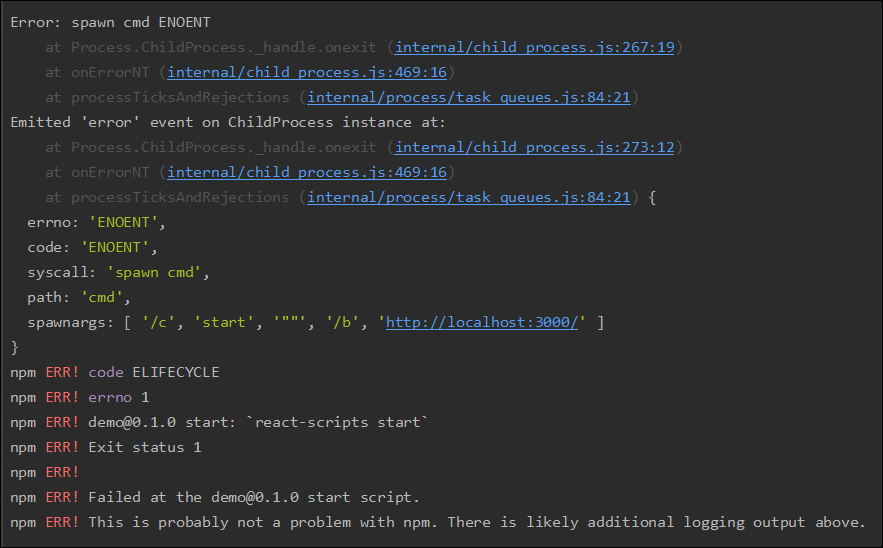 Error: spawn cmd ENOENT
    at Process.ChildProcess._handle.onexit (internal/child_process.js:267:19)
    at onErrorNT (internal/child_process.js:469:16)
    at processTicksAndRejections (internal/process/task_queues.js:84:21)
Emitted 'error' event on ChildProcess instance at:
    at Process.ChildProcess._handle.onexit (internal/child_process.js:273:12)
    at onErrorNT (internal/child_process.js:469:16)
    at processTicksAndRejections (internal/process/task_queues.js:84:21) {
  errno: 'ENOENT',
  code: 'ENOENT',
  syscall: 'spawn cmd',
  path: 'cmd',
  spawnargs: [ '/c', 'start', '""', '/b', 'http://localhost:3000/' ]
}
npm ERR! code ELIFECYCLE
npm ERR! errno 1
npm ERR! demo@0.1.0 start: `react-scripts start`
npm ERR! Exit status 1
npm ERR!
npm ERR! Failed at the demo@0.1.0 start script.
npm ERR! This is probably not a problem with npm. There is likely additional logging output above.